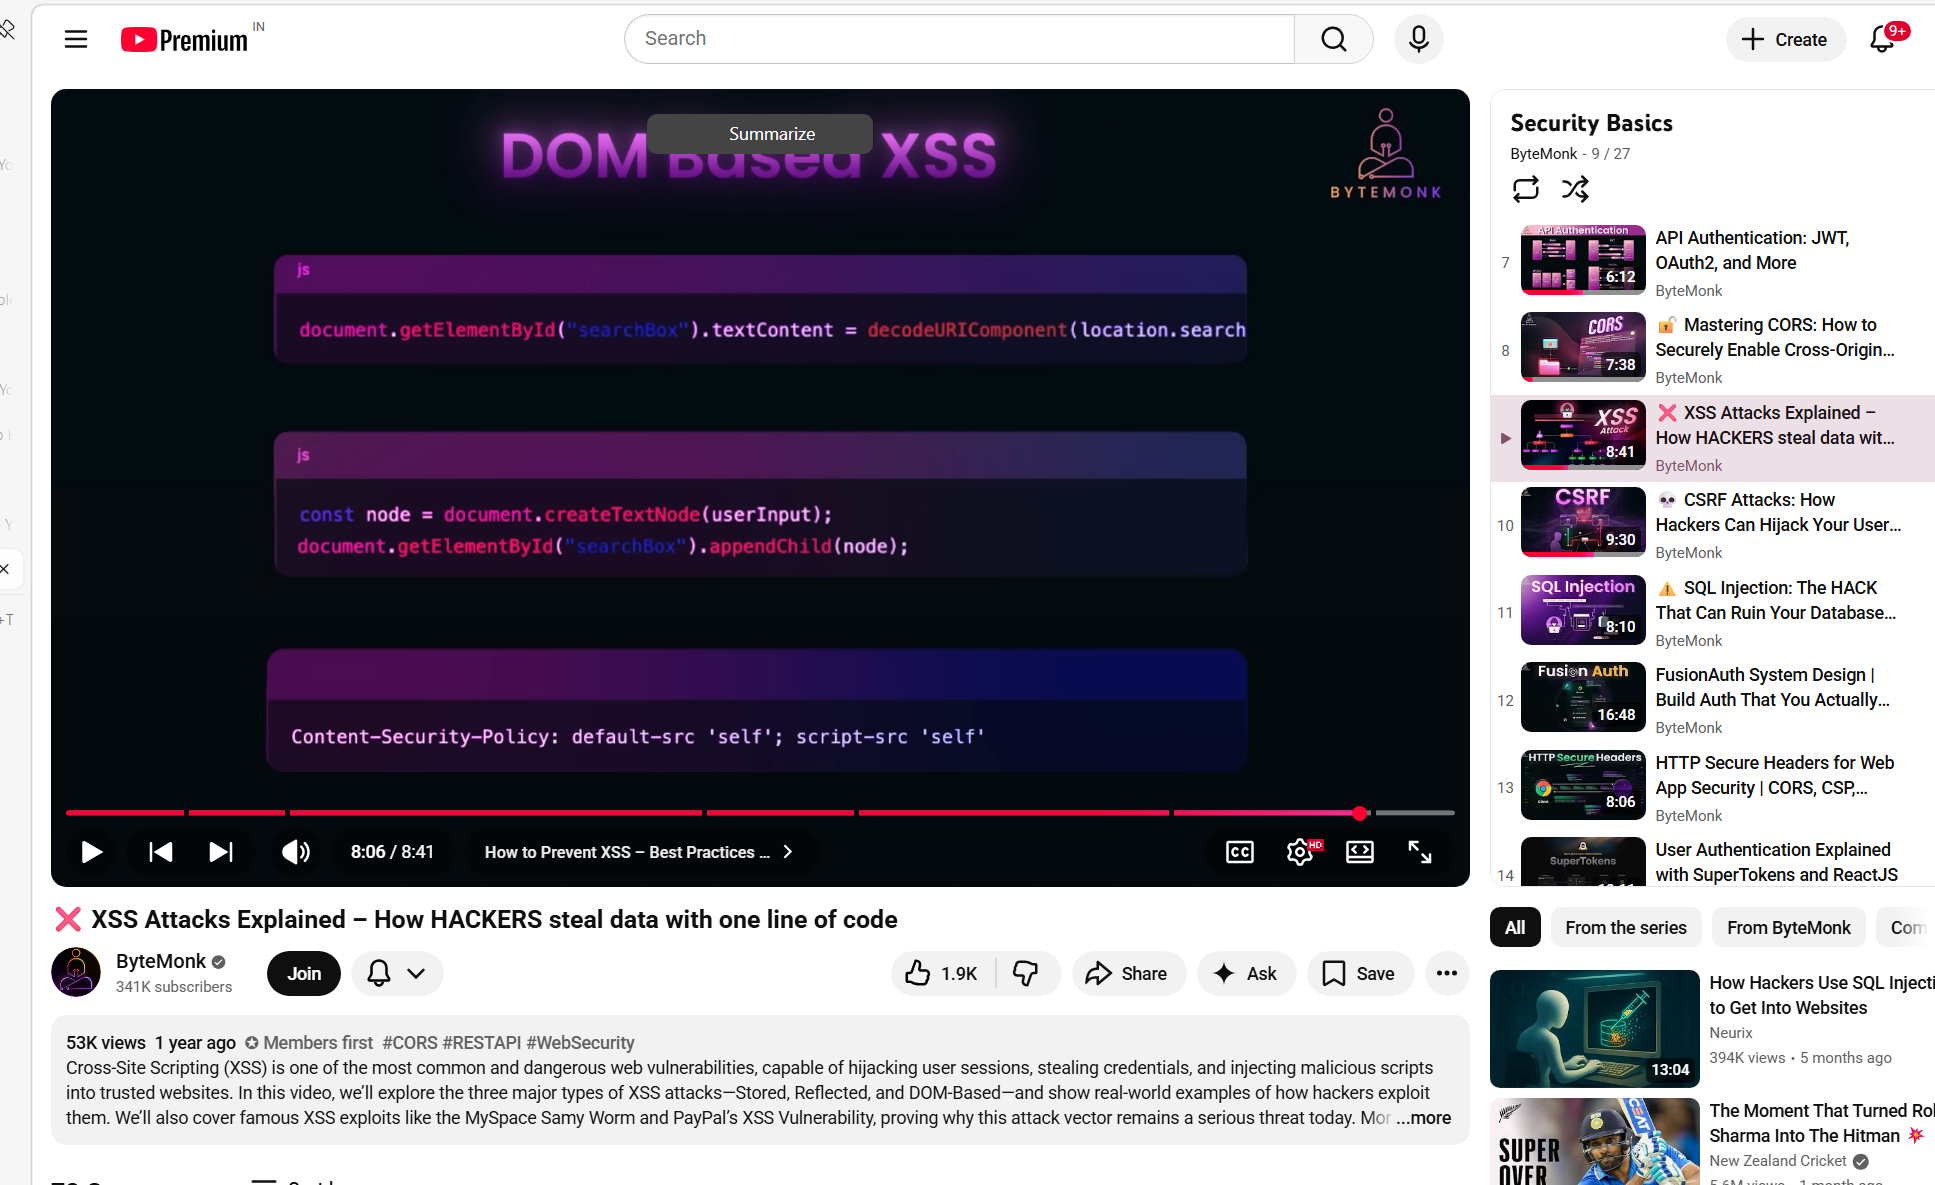 Premium
IN
Search
Create
9+
DOM Based XSS
Summarize
BYTEMONK
js
document.getElementById("searchBox").textContent = decodeURIComponent(location.search
js
const node = document.createTextNode(userInput);
document.getElementById("searchBox").appendChild(node);
Content-Security-Policy: default-src 'self'; script-src 'self'
8:06 / 8:41
How to Prevent XSS – Best Practices ...
CC
HD
❌ XSS Attacks Explained – How HACKERS steal data with one line of code
ByteMonk
341K subscribers
Join
1.9K
Share
Ask
Save
53K views 1 year ago Members first #CORS #RESTAPI #WebSecurity
Cross-Site Scripting (XSS) is one of the most common and dangerous web vulnerabilities, capable of hijacking user sessions, stealing credentials, and injecting malicious scripts
into trusted websites. In this video, we'll explore the three major types of XSS attacks—Stored, Reflected, and DOM-Based—and show real-world examples of how hackers exploit
them. We'll also cover famous XSS exploits like the MySpace Samy Worm and PayPal's XSS Vulnerability, proving why this attack vector remains a serious threat today. Mor ...more
Security Basics
ByteMonk - 9 / 27
7
API Authentication
6:12
API Authentication: JWT,
OAuth2, and More
ByteMonk
8
CORS
7:38
🔓 Mastering CORS: How to
Securely Enable Cross-Origin...
ByteMonk
XSS
Attack
8:41
❌ XSS Attacks Explained –
How HACKERS steal data wit...
ByteMonk
10
CSRF
9:30
💀 CSRF Attacks: How
Hackers Can Hijack Your User...
ByteMonk
11
SQL Injection
8:10
⚠️ SQL Injection: The HACK
That Can Ruin Your Database...
ByteMonk
12
Fusion Auth
16:48
FusionAuth System Design |
Build Auth That You Actually...
ByteMonk
13
HTTP Secure Headers
8:06
HTTP Secure Headers for Web
App Security | CORS, CSP,...
ByteMonk
14
SuperTokens
User Authentication Explained
with SuperTokens and ReactJS
All
From the series
From ByteMonk
Com
13:04
How Hackers Use SQL Injecti
to Get Into Websites
Neurix
394K views • 5 months ago
SUPER
OVER
CEAT
The Moment That Turned Ro
Sharma Into The Hitman 💥
New Zealand Cricket